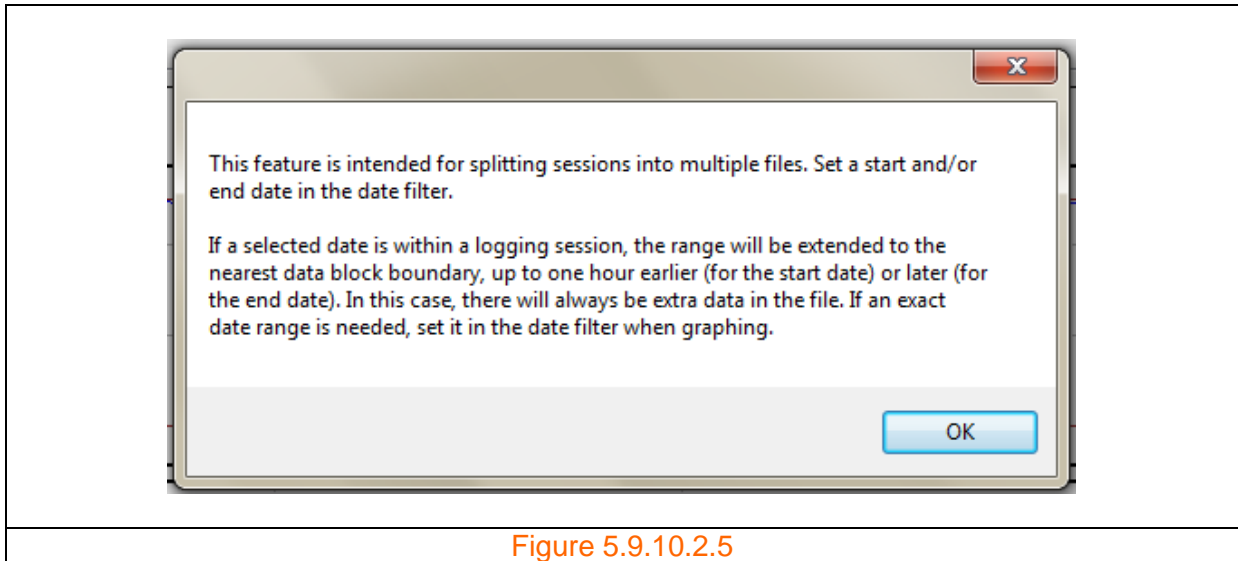 X
This feature is intended for splitting sessions into multiple files. Set a start and/or
end date in the date filter.
If a selected date is within a logging session, the range will be extended to the
nearest data block boundary, up to one hour earlier (for the start date) or later (for
the end date). In this case, there will always be extra data in the file. If an exact
date range is needed, set it in the date filter when graphing.
OK
Figure 5.9.10.2.5